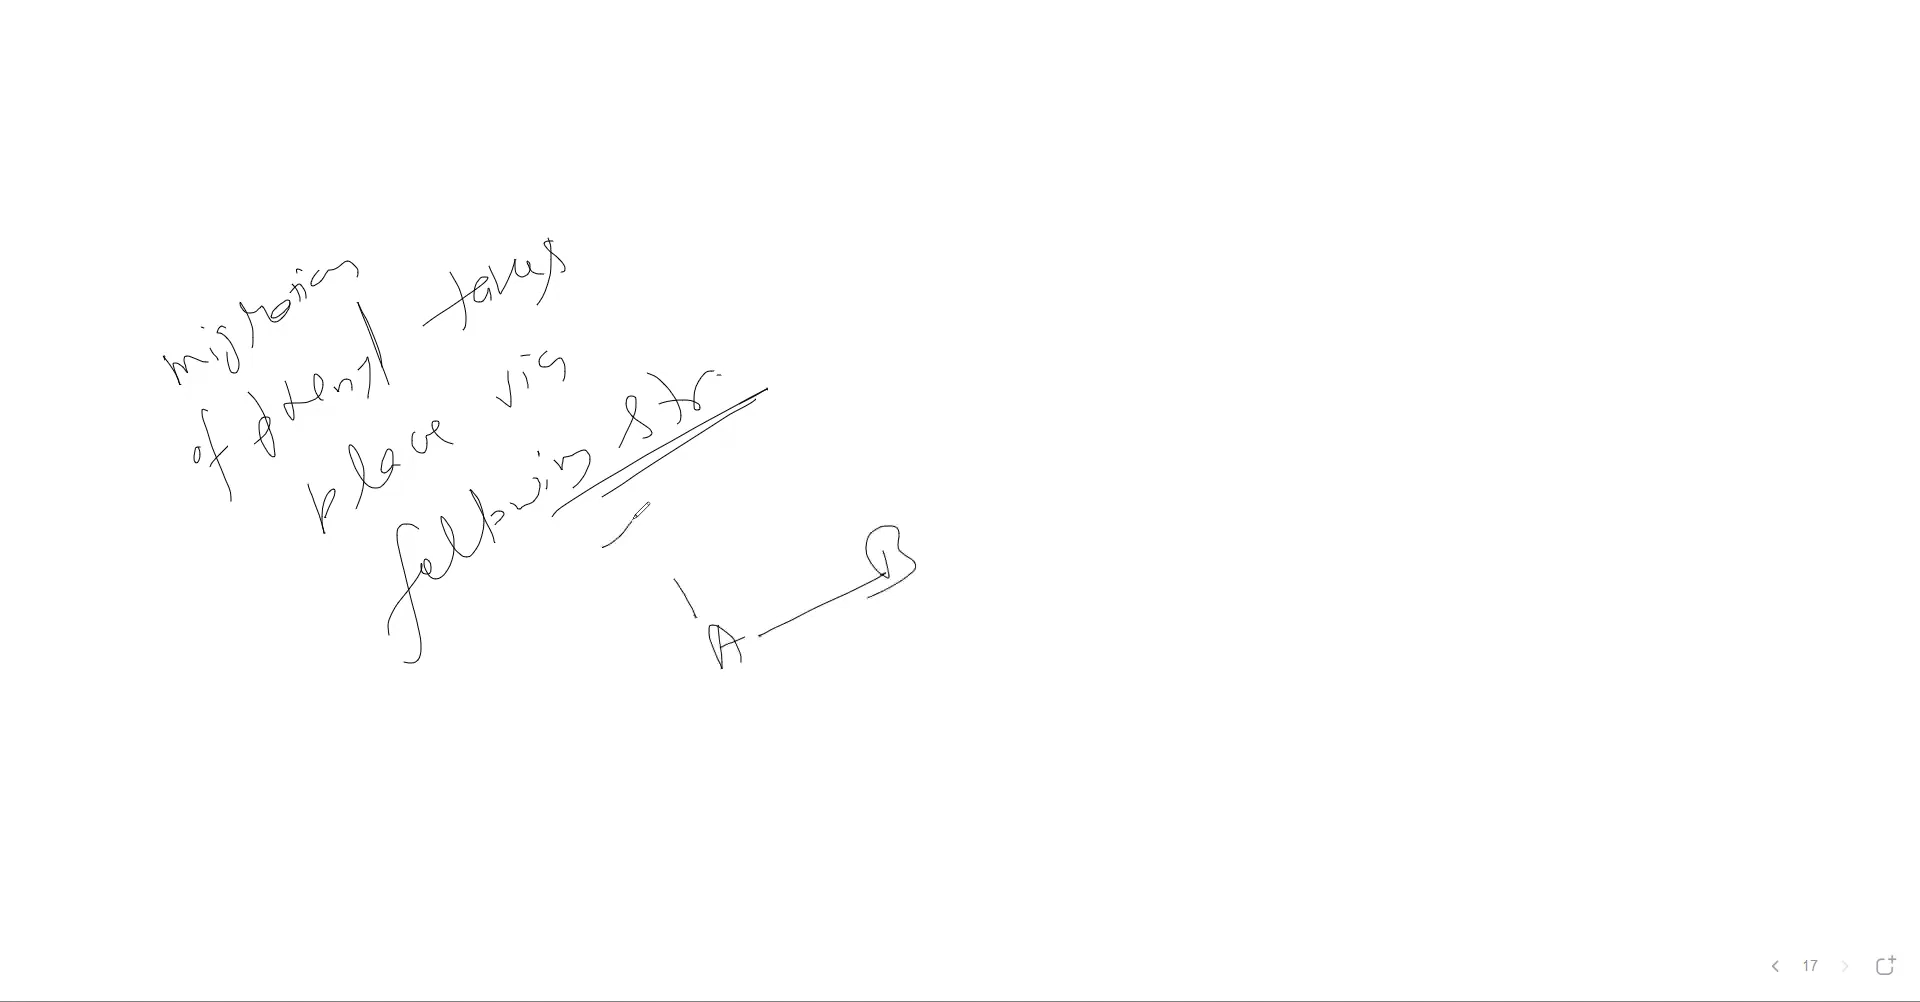 migration
of phenyl takes
place via
following str.
A B
17